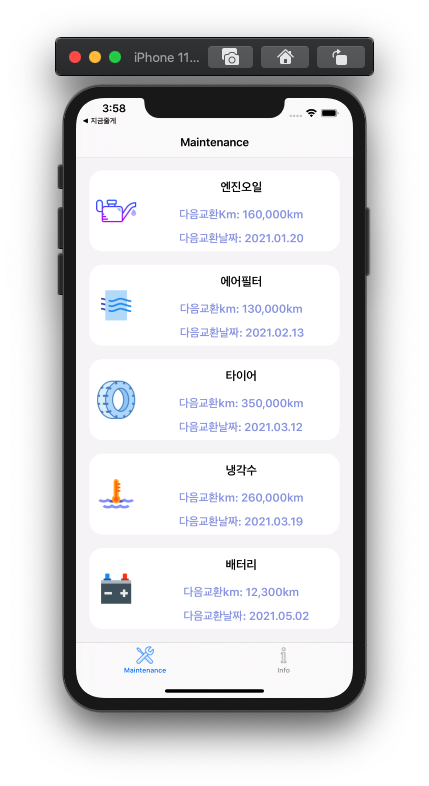 iPhone 11...
3:58
◀ 지금줄게
Maintenance
엔진오일
다음교환Km: 160,000km
다음교환날짜: 2021.01.20
에어필터
다음교환km: 130,000km
다음교환날짜: 2021.02.13
타이어
다음교환km: 350,000km
다음교환날짜: 2021.03.12
냉각수
다음교환km: 260,000km
다음교환날짜: 2021.03.19
배터리
다음교환km: 12,300km
다음교환날짜: 2021.05.02
Maintenance
Info